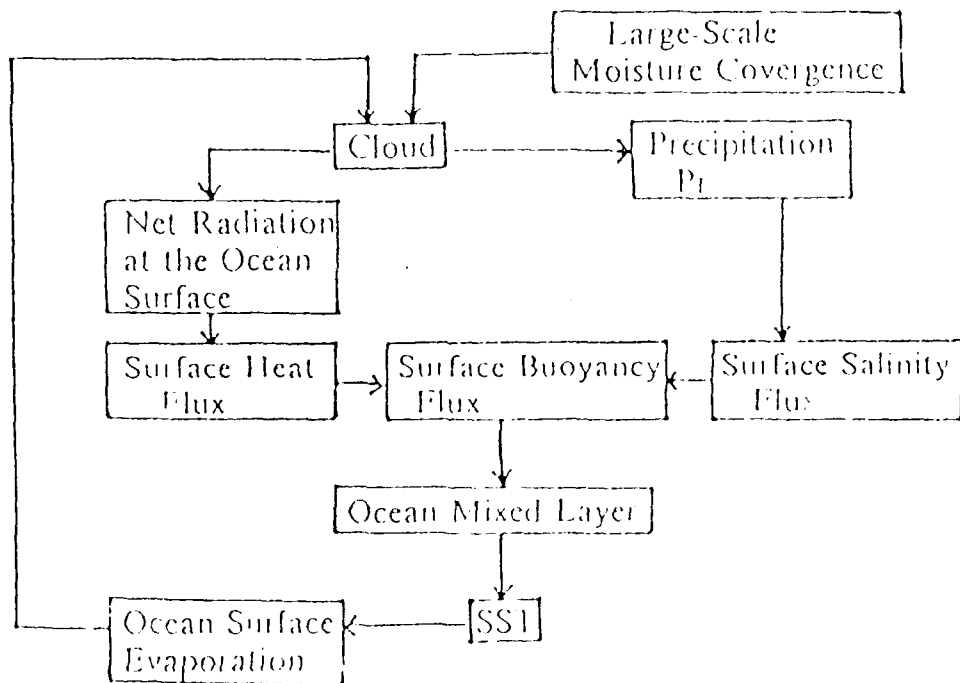 Large-Scale
Moisture Covergence
Cloud
Precipitation
Pr
Net Radiation
at the Ocean
Surface
Surface Heat
Flux
Surface Buoyancy
Flux
Surface Salinity
Flux
Ocean Mixed Layer
SST
Ocean Surface
Evaporation